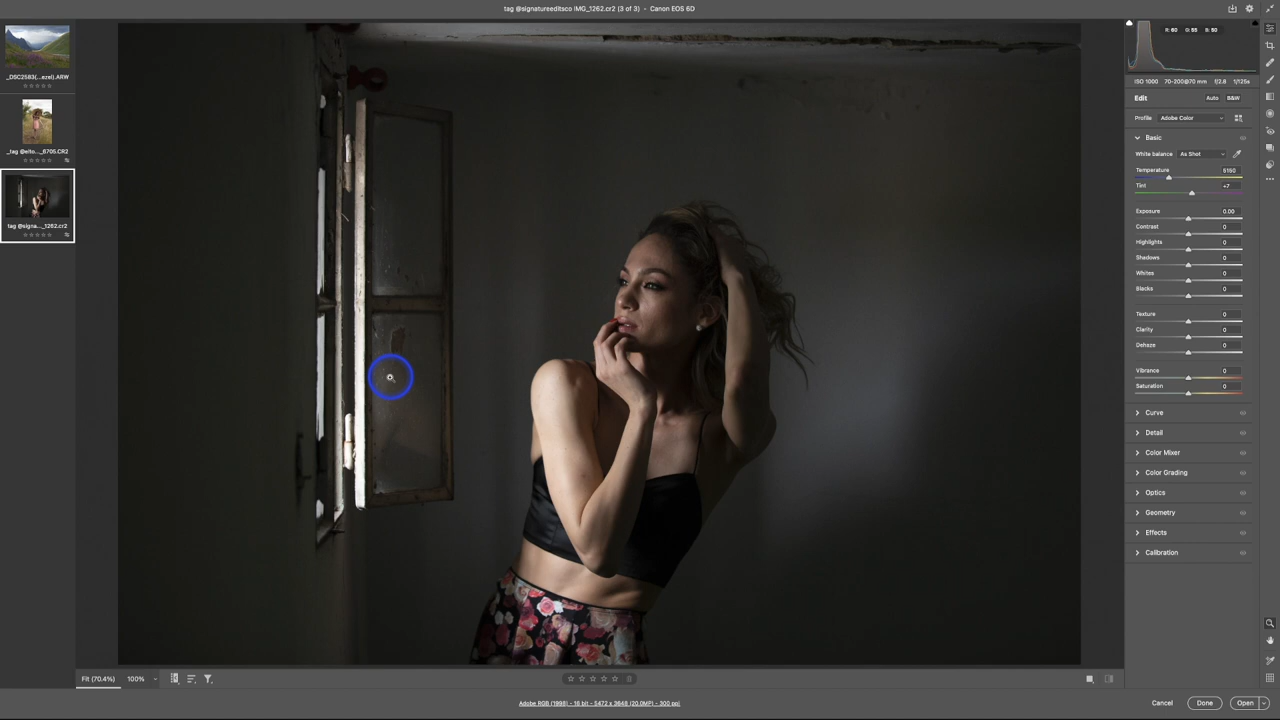 tag @signatureeditsco IMG_1262.cr2 (3 of 3) - Canon EOS 6D
_DSC2583(...ezel).ARW
_tag @elto..._6705.CR2
tag @signa..._1262.cr2
R: 60 G: 55 B: 50
ISO 1000 70-200@70 mm f/2.8 1/125s
Edit Auto B&W
Profile Adobe Color
Basic
White balance As Shot
Temperature 5150
Tint +7
Exposure 0.00
Contrast 0
Highlights 0
Shadows 0
Whites 0
Blacks 0
Texture 0
Clarity 0
Dehaze 0
Vibrance 0
Saturation 0
Curve
Detail
Color Mixer
Color Grading
Optics
Geometry
Effects
Calibration
Fit (70.4%) 100%
Adobe RGB (1998) - 16 bit - 5472 x 3648 (20.0MP) - 300 ppi
Cancel Done Open